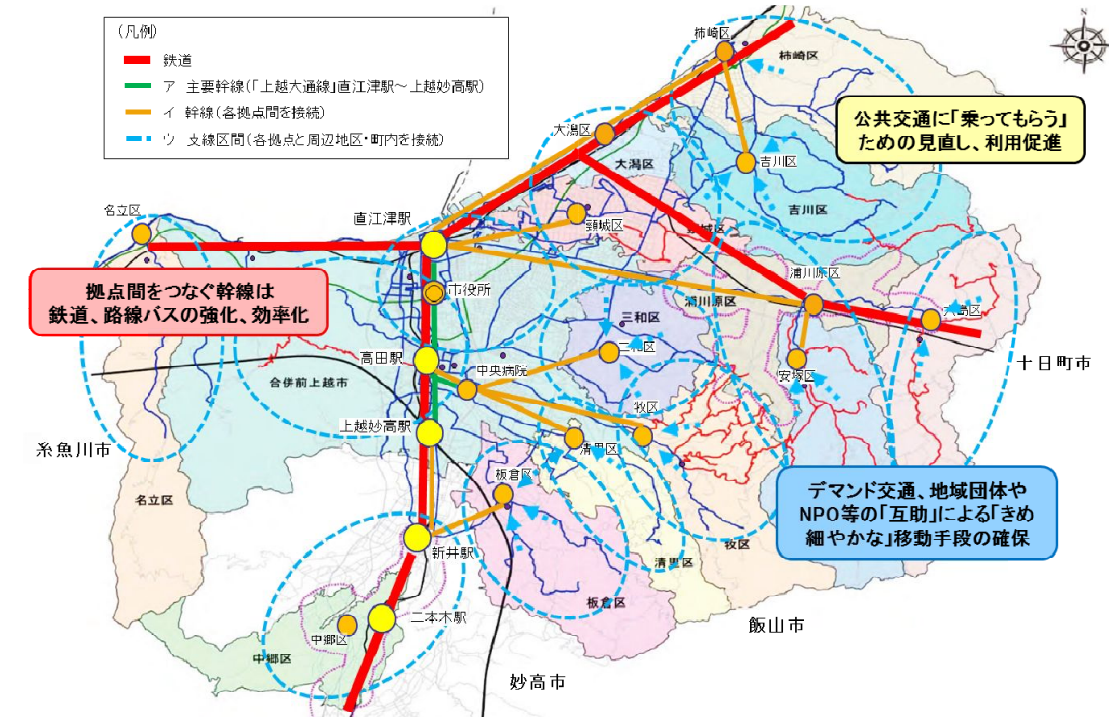 (凡例)
鉄道
ア 主要幹線(「上越大通線」直江津駅～上越妙高駅)
イ 幹線(各拠点間を接続)
ウ 支線区間(各拠点と周辺地区・町内を接続)
N
柿崎区
柿崎区
公共交通に「乗ってもらう」
ための見直し、利用促進
大潟区
大潟区
吉川区
吉川区
名立区
直江津駅
頸城区
頸城区
拠点間をつなぐ幹線は
鉄道、路線バスの強化、効率化
市役所
浦川原区
浦川原区
三和区
三和区
大島区
高田駅
中央病院
合併前上越市
安塚区
十日町市
上越妙高駅
牧区
清里区
糸魚川市
板倉区
名立区
デマンド交通、地域団体や
NPO等の「互助」による「きめ
細やかな」移動手段の確保
新井駅
牧区
清里区
板倉区
二本木駅
中郷区
中郷区
飯山市
妙高市